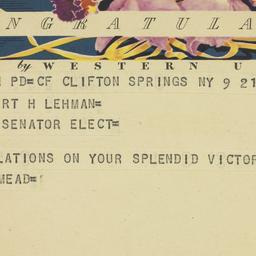 NGRATULA
by WESTERN U
PD=CF CLIFTON SPRINGS NY 9 21
RT H LEHMAN=
SENATOR ELECT=
LATIONS ON YOUR SPLENDID VICTOR
MEAD=